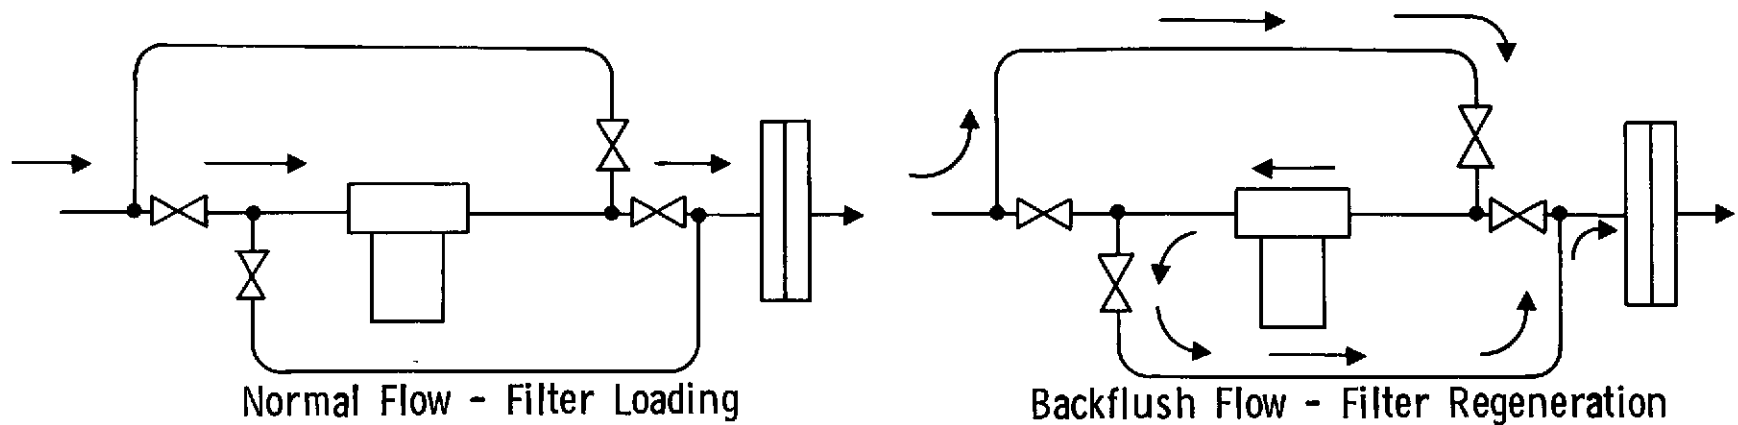 Normal Flow - Filter Loading
Backflush Flow - Filter Regeneration